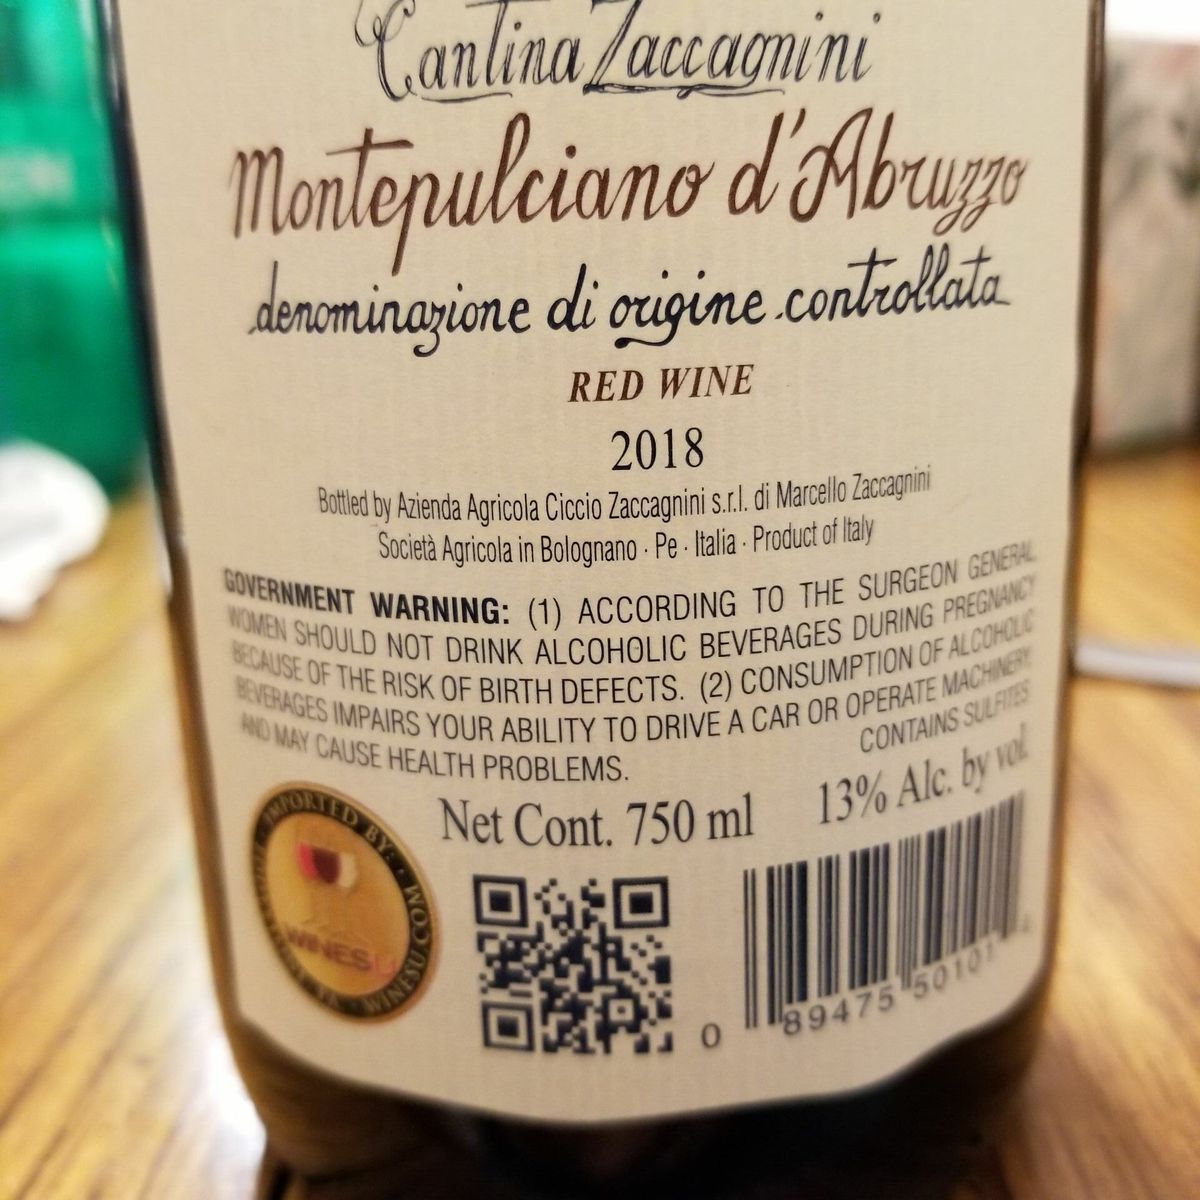 Cantina Zaccagnini
Montepulciano d'Abruzzo
denominazione di origine controllata
RED WINE
2018
Bottled by Azienda Agricola Ciccio Zaccagnini s.r.l. di Marcello Zaccagnini
Società Agricola in Bolognano · Pe · Italia · Product of Italy
GOVERNMENT WARNING: (1) ACCORDING TO THE SURGEON GENERAL,
WOMEN SHOULD NOT DRINK ALCOHOLIC BEVERAGES DURING PREGNANCY
BECAUSE OF THE RISK OF BIRTH DEFECTS. (2) CONSUMPTION OF ALCOHOLIC
BEVERAGES IMPAIRS YOUR ABILITY TO DRIVE A CAR OR OPERATE MACHINERY,
AND MAY CAUSE HEALTH PROBLEMS.
CONTAINS SULFITES
Net Cont. 750 ml 13% Alc. by vol.
IMPORTED BY:
WINESU
WINESU.COM
0 89475 50101 4